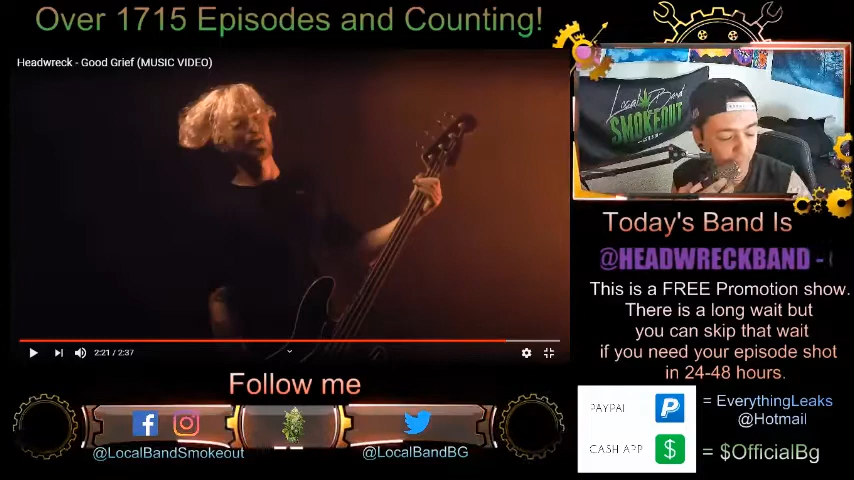 Over 1715 Episodes and Counting!
Headwreck - Good Grief (MUSIC VIDEO)
2:21 / 2:37
Local Band
SMOKEOUT
Today's Band Is
@HEADWRECKBAND -
This is a FREE Promotion show.
There is a long wait but
you can skip that wait
if you need your episode shot
in 24-48 hours.
PAYPAL
P
= EverythingLeaks
@Hotmail
CASH APP
$
= $OfficialBg
Follow me
f
@LocalBandSmokeout
@LocalBandBG